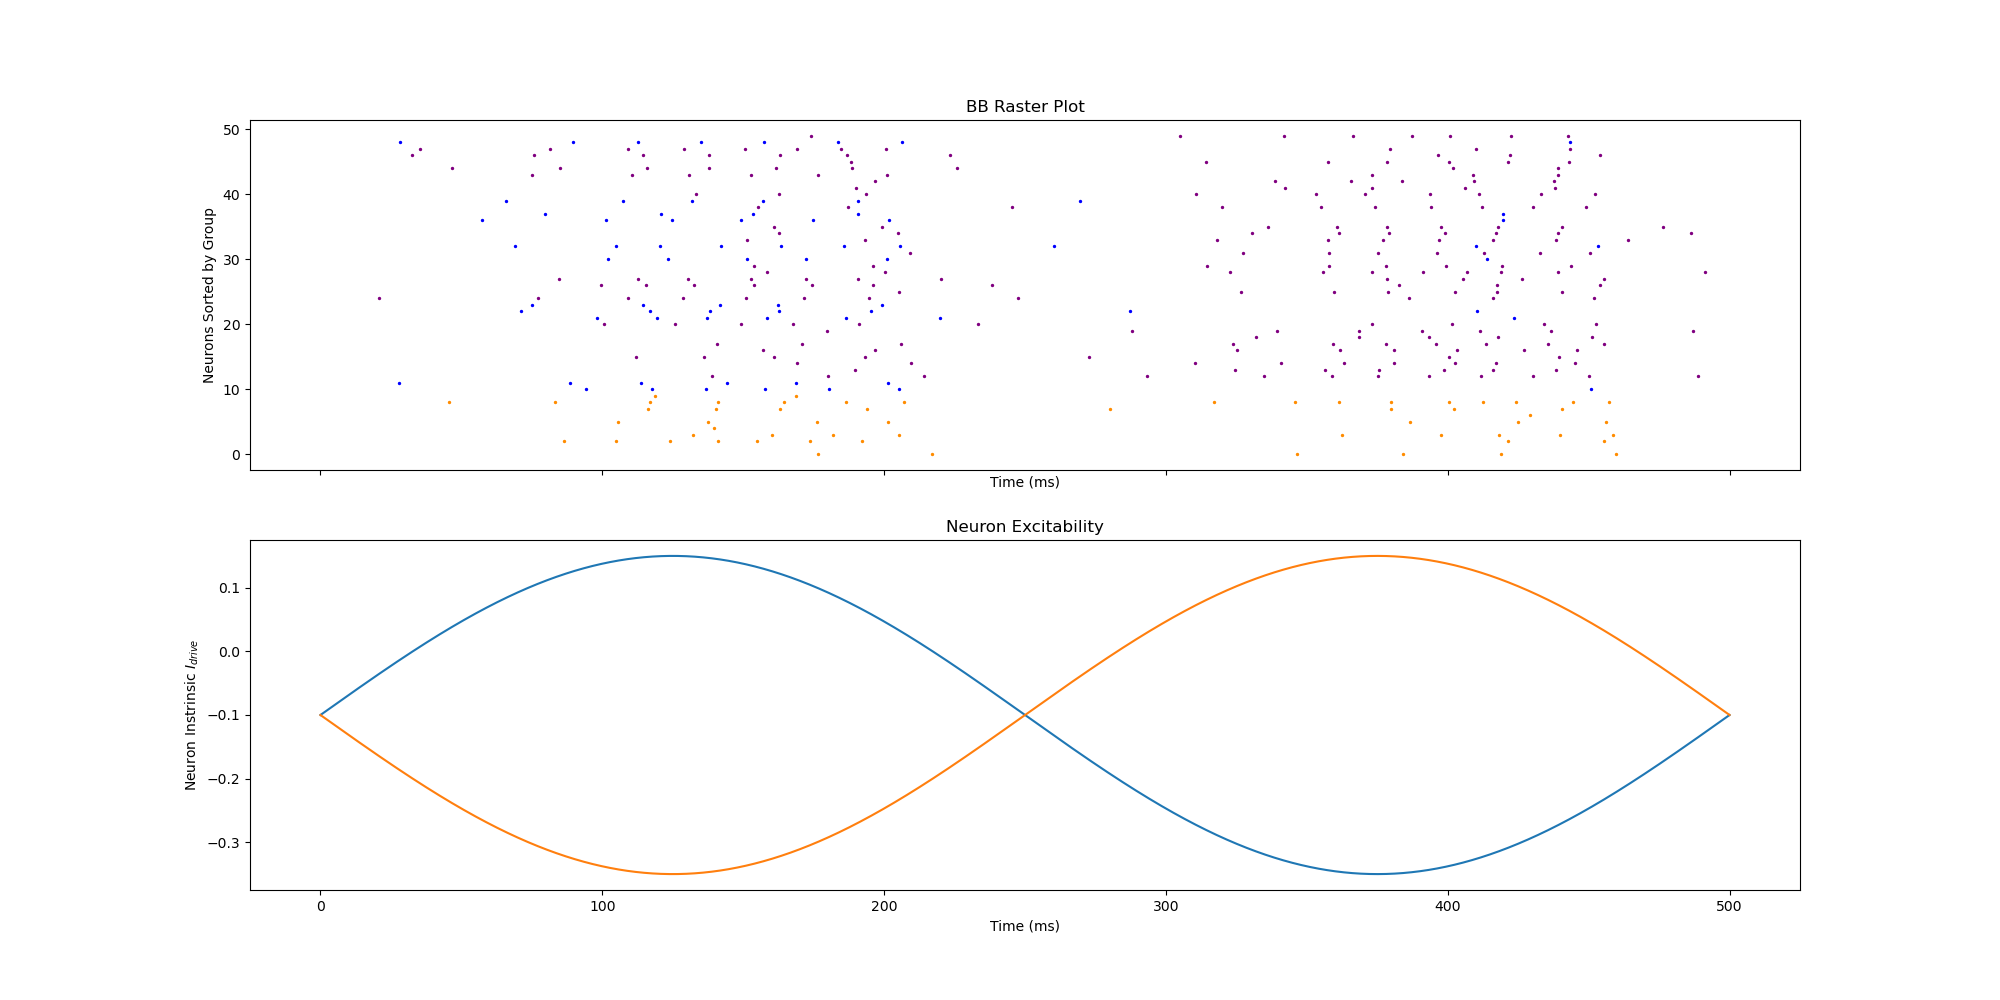 BB Raster Plot
Neurons Sorted by Group
50
40
30
20
10
0
Time (ms)
Neuron Excitability
Neuron Instrinsic I_drive
0.1
0.0
−0.1
−0.2
−0.3
0 100 200 300 400 500
Time (ms)